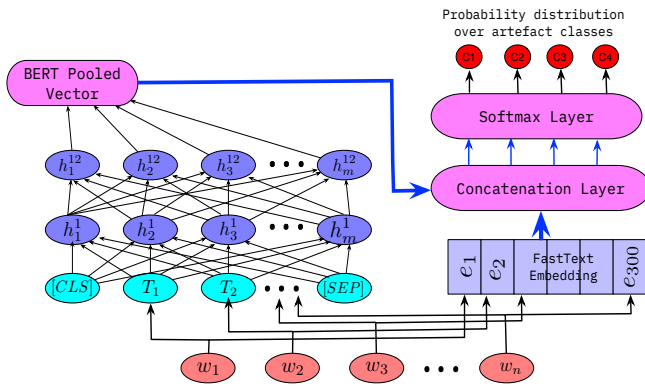 Probability distribution
over artefact classes
C1 C2 C3 C4
BERT Pooled
Vector
Softmax Layer
h_1^{12} h_2^{12} h_3^{12} ••• h_m^{12}
Concatenation Layer
h_1^1 h_2^1 h_3^1 ••• h_m^1
e_1 e_2 FastText
Embedding
e_{300}
[CLS] T_1 T_2 ••• [SEP]
w_1 w_2 w_3 ••• w_n